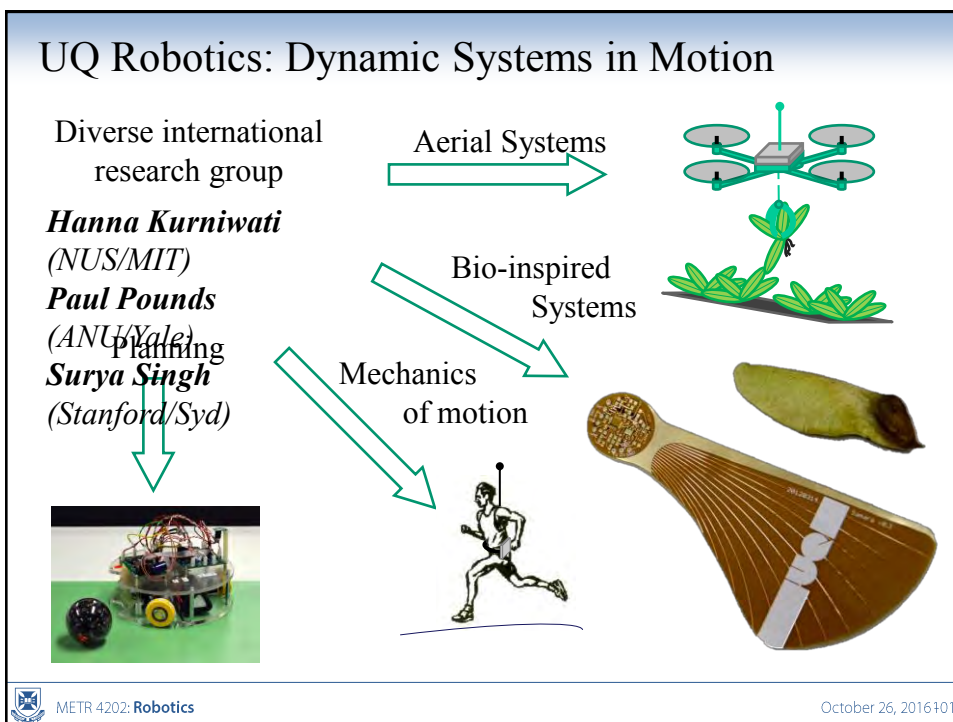 UQ Robotics: Dynamic Systems in Motion
Diverse international
research group
Hanna Kurniwati
(NUS/MIT)
Paul Pounds
(ANU/Yale)
Surya Singh
(Stanford/Syd)
Planning
Aerial Systems
Bio-inspired
Systems
Mechanics
of motion
METR 4202: Robotics
October 26, 2016